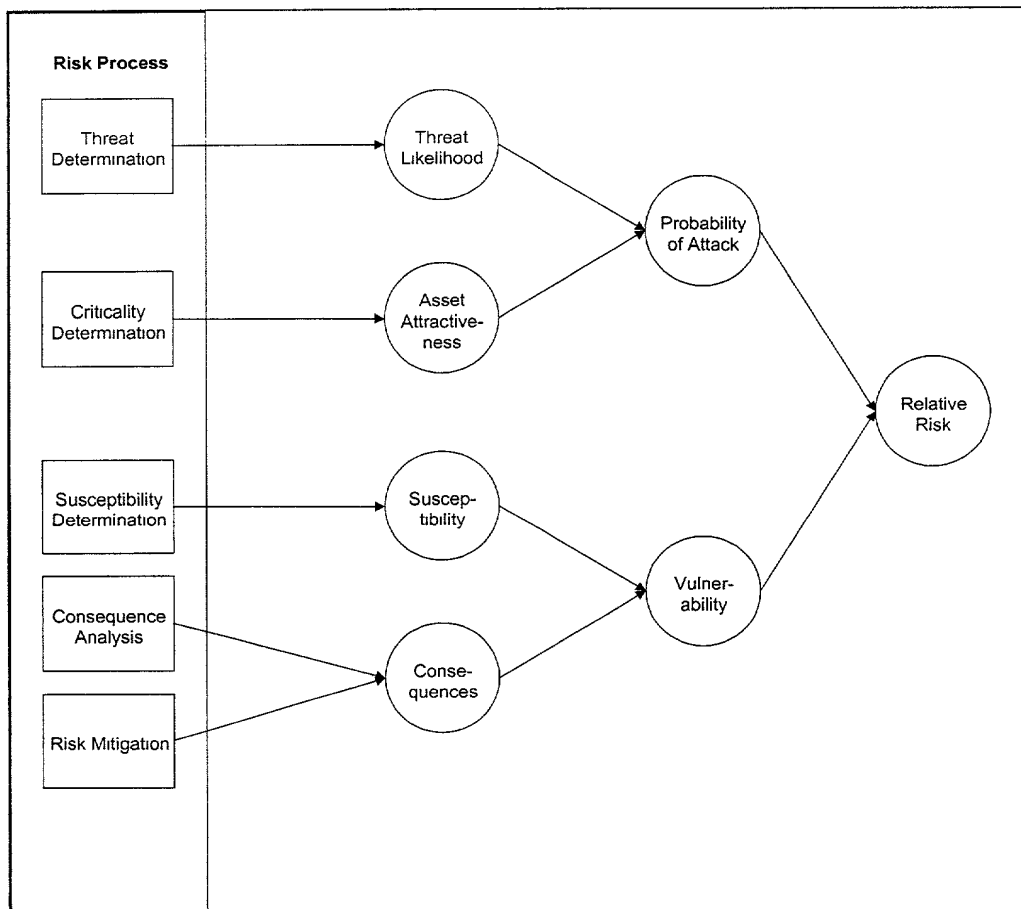 Risk Process
Threat
Determination
Threat
Likelihood
Probability
of Attack
Criticality
Determination
Asset
Attractive-
ness
Relative
Risk
Susceptibility
Determination
Suscep-
tibility
Vulner-
ability
Consequence
Analysis
Conse-
quences
Risk Mitigation